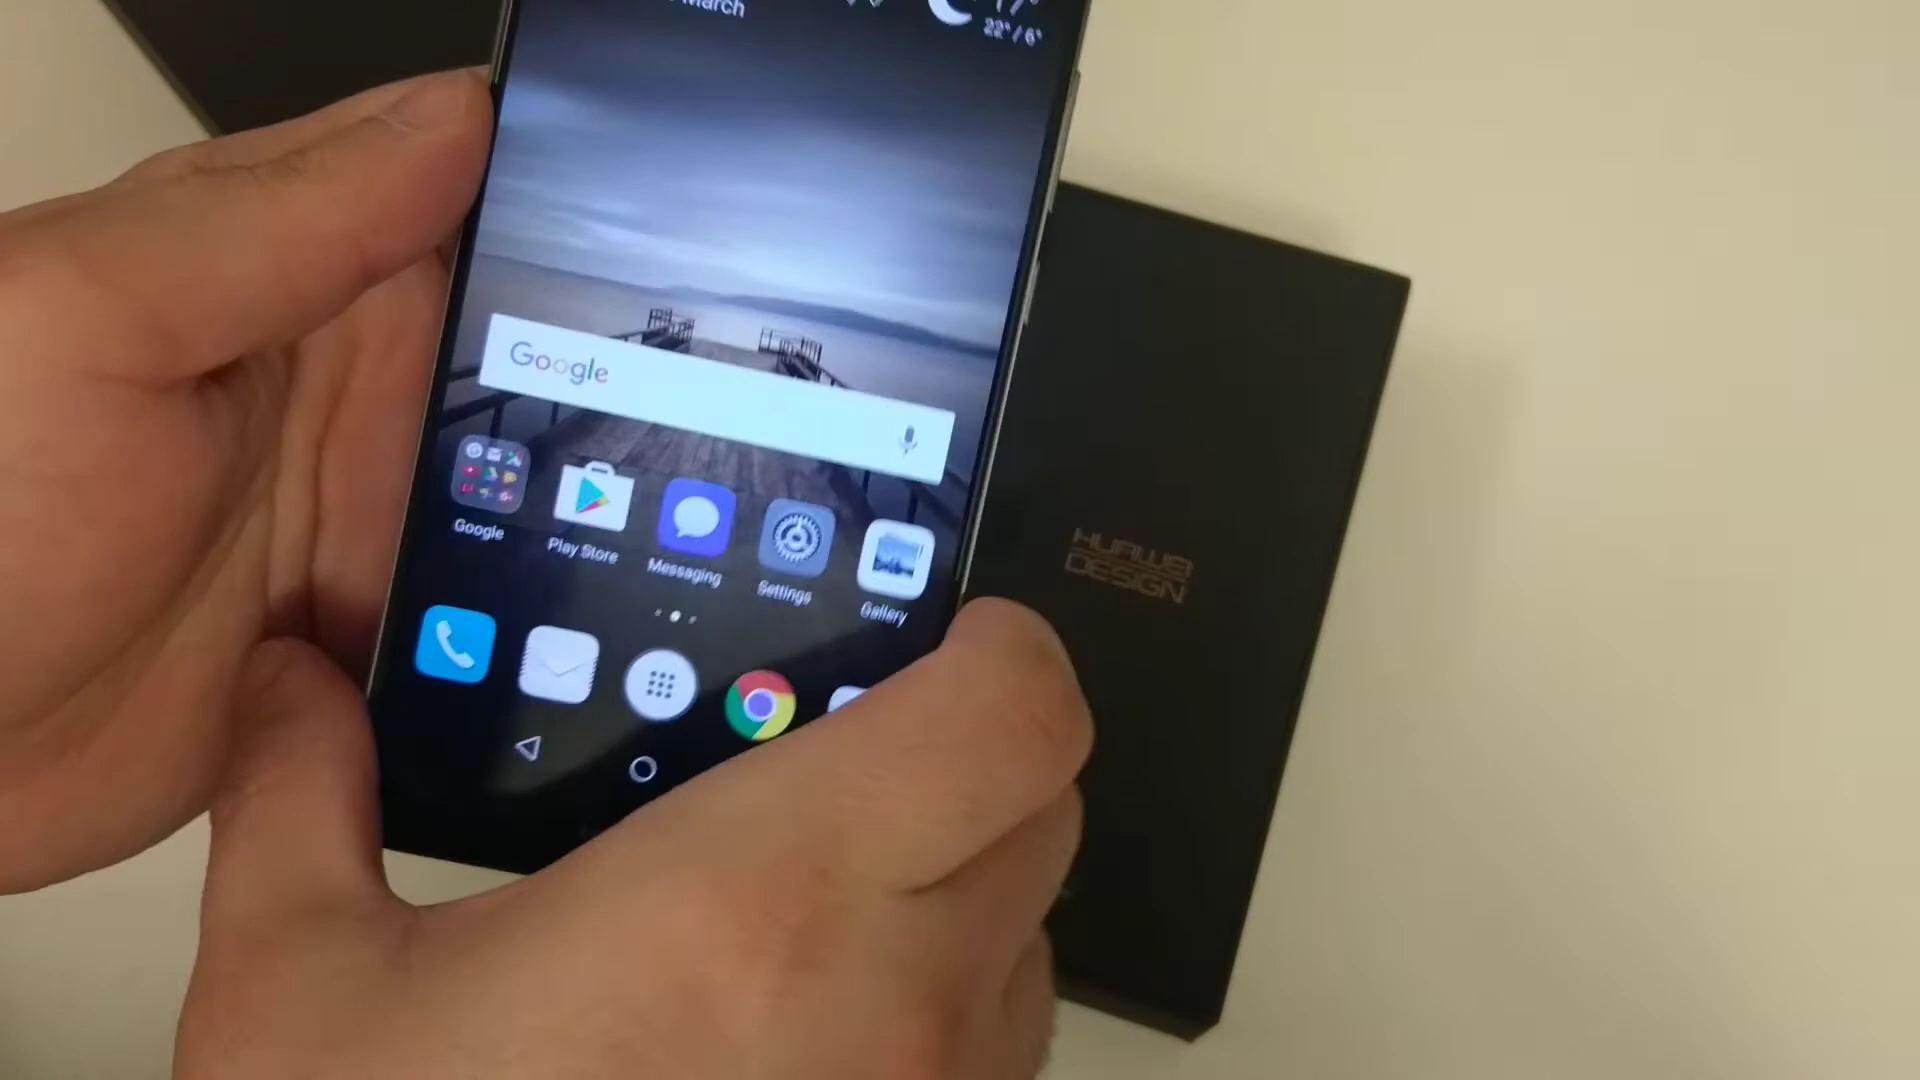 March
22° / 6°
Google
Google
Play Store
Messaging
Settings
Gallery
HUAWEI
DESIGN